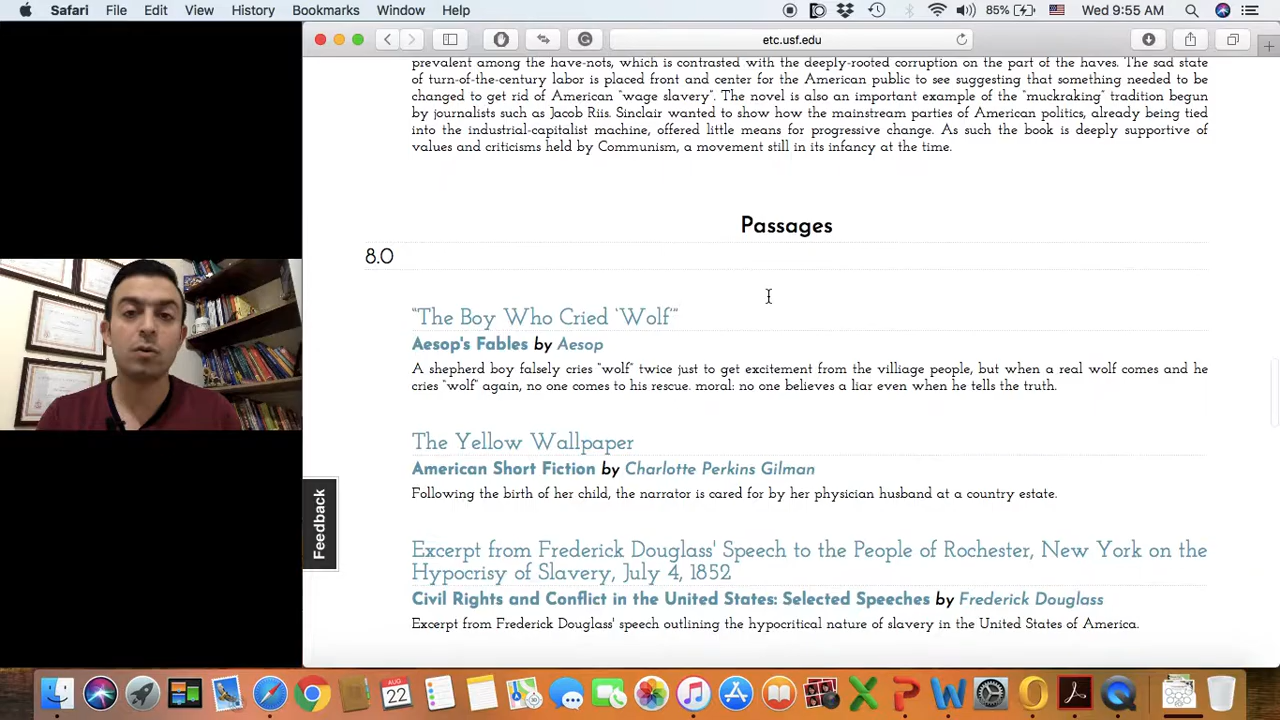 Safari File Edit View History Bookmarks Window Help 85% Wed 9:55 AM
etc.usf.edu
prevalent among the have-nots, which is contrasted with the deeply-rooted corruption on the part of the haves. The sad state
of turn-of-the-century labor is placed front and center for the American public to see suggesting that something needed to be
changed to get rid of American “wage slavery”. The novel is also an important example of the “muckraking” tradition begun
by journalists such as Jacob Riis. Sinclair wanted to show how the mainstream parties of American politics, already being tied
into the industrial-capitalist machine, offered little means for progressive change. As such the book is deeply supportive of
values and criticisms held by Communism, a movement still in its infancy at the time.
Passages
8.0
“The Boy Who Cried ‘Wolf’”
Aesop's Fables by Aesop
A shepherd boy falsely cries “wolf” twice just to get excitement from the villiage people, but when a real wolf comes and he
cries “wolf” again, no one comes to his rescue. moral: no one believes a liar even when he tells the truth.
The Yellow Wallpaper
American Short Fiction by Charlotte Perkins Gilman
Following the birth of her child, the narrator is cared for by her physician husband at a country estate.
Excerpt from Frederick Douglass' Speech to the People of Rochester, New York on the
Hypocrisy of Slavery, July 4, 1852
Civil Rights and Conflict in the United States: Selected Speeches by Frederick Douglass
Excerpt from Frederick Douglass' speech outlining the hypocritical nature of slavery in the United States of America.
Feedback
AUG
22